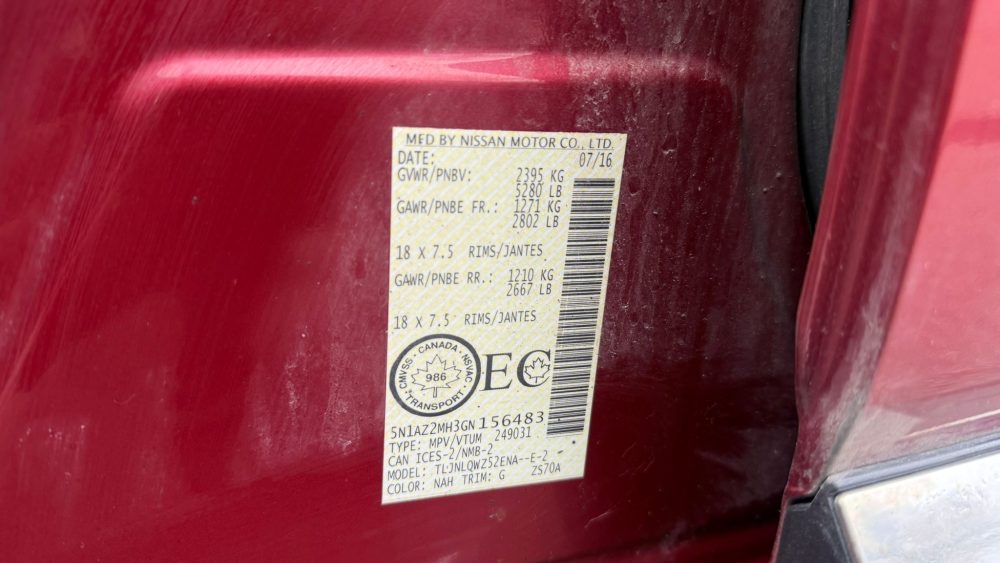 MFD BY NISSAN MOTOR CO., LTD.
DATE: 07/16
GVWR/PNBV: 2395 KG
5280 LB
GAWR/PNBE FR.: 1271 KG
2802 LB
18 X 7.5 RIMS/JANTES
GAWR/PNBE RR.: 1210 KG
2667 LB
18 X 7.5 RIMS/JANTES
CMVSS · CANADA · NSVAC
986
TRANSPORT
EC
5N1AZ2MH3GN156483
TYPE: MPV/VTUM 249031
CAN ICES-2/NMB-2
MODEL: TLJNLQWZ52ENA--E-2
COLOR: NAH TRIM: G ZS70A